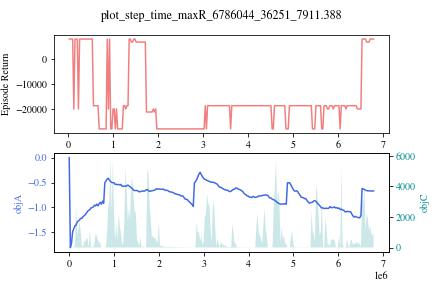 plot_step_time_maxR_6786044_36251_7911.388
Episode Return
0
−10000
−20000
0 1 2 3 4 5 6 7
objA
0.0
−0.5
−1.0
−1.5
6000
4000
2000
0
objC
0 1 2 3 4 5 6 7
1e6